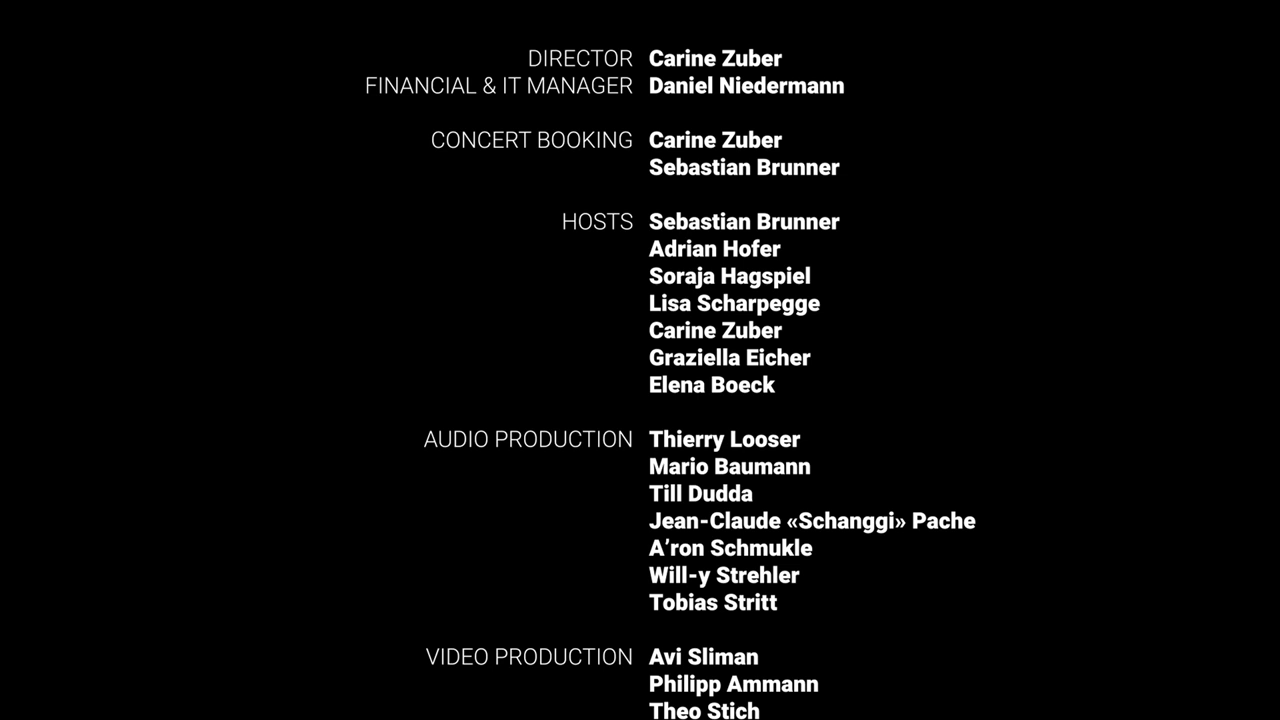 DIRECTOR Carine Zuber
FINANCIAL & IT MANAGER Daniel Niedermann
CONCERT BOOKING Carine Zuber
Sebastian Brunner
HOSTS Sebastian Brunner
Adrian Hofer
Soraja Hagspiel
Lisa Scharpegge
Carine Zuber
Graziella Eicher
Elena Boeck
AUDIO PRODUCTION Thierry Looser
Mario Baumann
Till Dudda
Jean-Claude «Schanggi» Pache
A’ron Schmukle
Will-y Strehler
Tobias Stritt
VIDEO PRODUCTION Avi Sliman
Philipp Ammann
Theo Stich